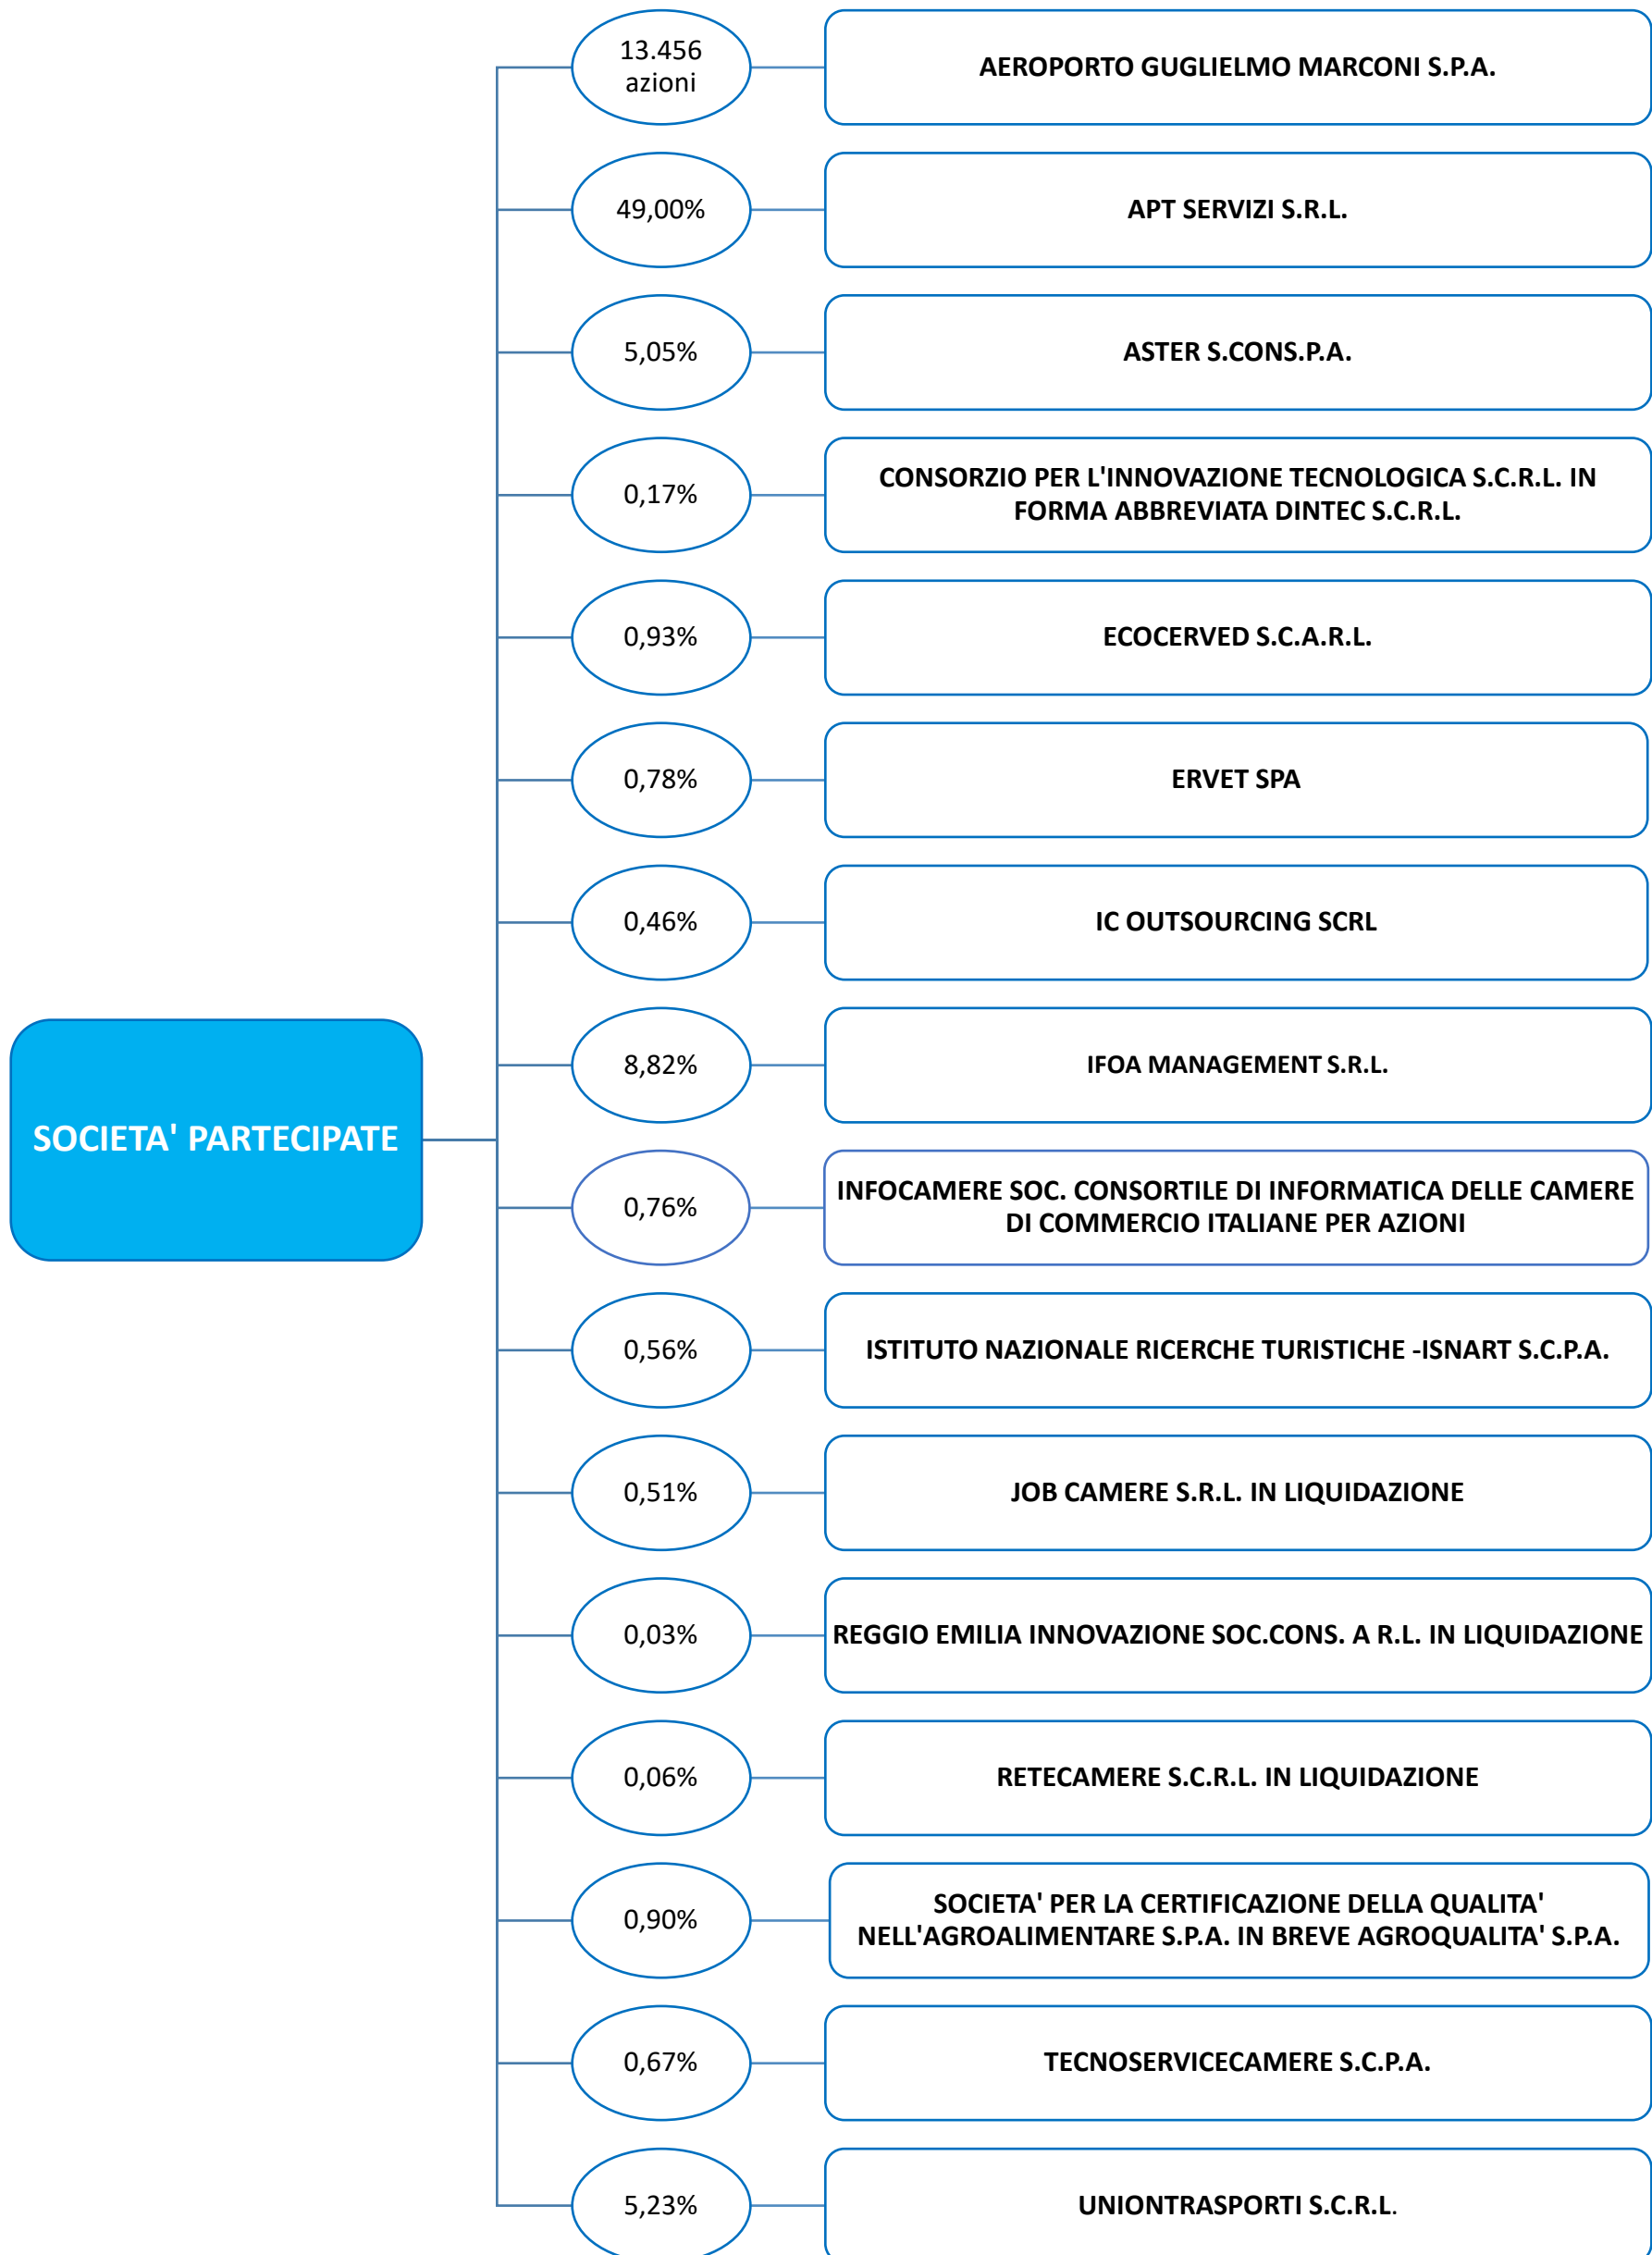 13.456
azioni
AEROPORTO GUGLIELMO MARCONI S.P.A.
49,00%
APT SERVIZI S.R.L.
5,05%
ASTER S.CONS.P.A.
0,17%
CONSORZIO PER L'INNOVAZIONE TECNOLOGICA S.C.R.L. IN
FORMA ABBREVIATA DINTEC S.C.R.L.
0,93%
ECOCERVED S.C.A.R.L.
0,78%
ERVET SPA
0,46%
IC OUTSOURCING SCRL
8,82%
IFOA MANAGEMENT S.R.L.
SOCIETA' PARTECIPATE
0,76%
INFOCAMERE SOC. CONSORTILE DI INFORMATICA DELLE CAMERE
DI COMMERCIO ITALIANE PER AZIONI
0,56%
ISTITUTO NAZIONALE RICERCHE TURISTICHE -ISNART S.C.P.A.
0,51%
JOB CAMERE S.R.L. IN LIQUIDAZIONE
0,03%
REGGIO EMILIA INNOVAZIONE SOC.CONS. A R.L. IN LIQUIDAZIONE
0,06%
RETECAMERE S.C.R.L. IN LIQUIDAZIONE
0,90%
SOCIETA' PER LA CERTIFICAZIONE DELLA QUALITA'
NELL'AGROALIMENTARE S.P.A. IN BREVE AGROQUALITA' S.P.A.
0,67%
TECNOSERVICECAMERE S.C.P.A.
5,23%
UNIONTRASPORTI S.C.R.L.